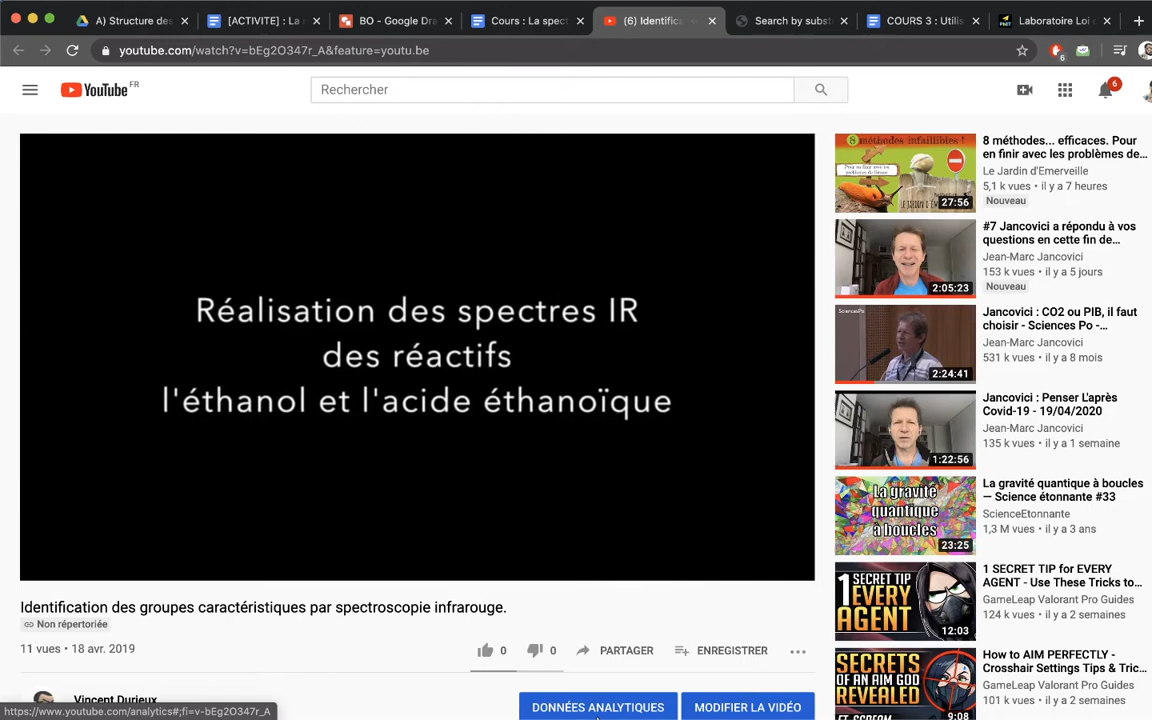 A) Structure des
[ACTIVITE] : La
BO - Google Dra
Cours : La spect
(6) Identifica
Search by subst
COURS 3 : Utilis
Laboratoire Loi
youtube.com/watch?v=bEg2O347r_A&feature=youtu.be
6
YouTube FR
Rechercher
6
Réalisation des spectres IR
des réactifs
l'éthanol et l'acide éthanoïque
Identification des groupes caractéristiques par spectroscopie infrarouge.
Non répertoriée
11 vues • 18 avr. 2019
0
0
PARTAGER
ENREGISTRER
Vincent Durieux
DONNÉES ANALYTIQUES
MODIFIER LA VIDÉO
https://www.youtube.com/analytics#;fi=v-bEg2O347r_A
8 méthodes infaillibles !
27:56
8 méthodes... efficaces. Pour
en finir avec les problèmes de...
Le Jardin d'Emerveille
5,1 k vues • il y a 7 heures
Nouveau
2:05:23
#7 Jancovici a répondu à vos
questions en cette fin de...
Jean-Marc Jancovici
153 k vues • il y a 5 jours
Nouveau
SciencesPo
2:24:41
Jancovici : CO2 ou PIB, il faut
choisir - Sciences Po -...
Jean-Marc Jancovici
531 k vues • il y a 8 mois
1:22:56
Jancovici : Penser L'après
Covid-19 - 19/04/2020
Jean-Marc Jancovici
135 k vues • il y a 1 semaine
La gravité
quantique
à boucles
23:25
La gravité quantique à boucles
— Science étonnante #33
ScienceEtonnante
1,3 M vues • il y a 3 ans
1 SECRET TIP
FOR EVERY
AGENT
12:03
1 SECRET TIP for EVERY
AGENT - Use These Tricks to...
GameLeap Valorant Pro Guides
124 k vues • il y a 2 semaines
SECRETS
OF AN AIM GOD
REVEALED
9:08
How to AIM PERFECTLY -
Crosshair Settings Tips & Tric...
GameLeap Valorant Pro Guides
101 k vues • il y a 2 semaines